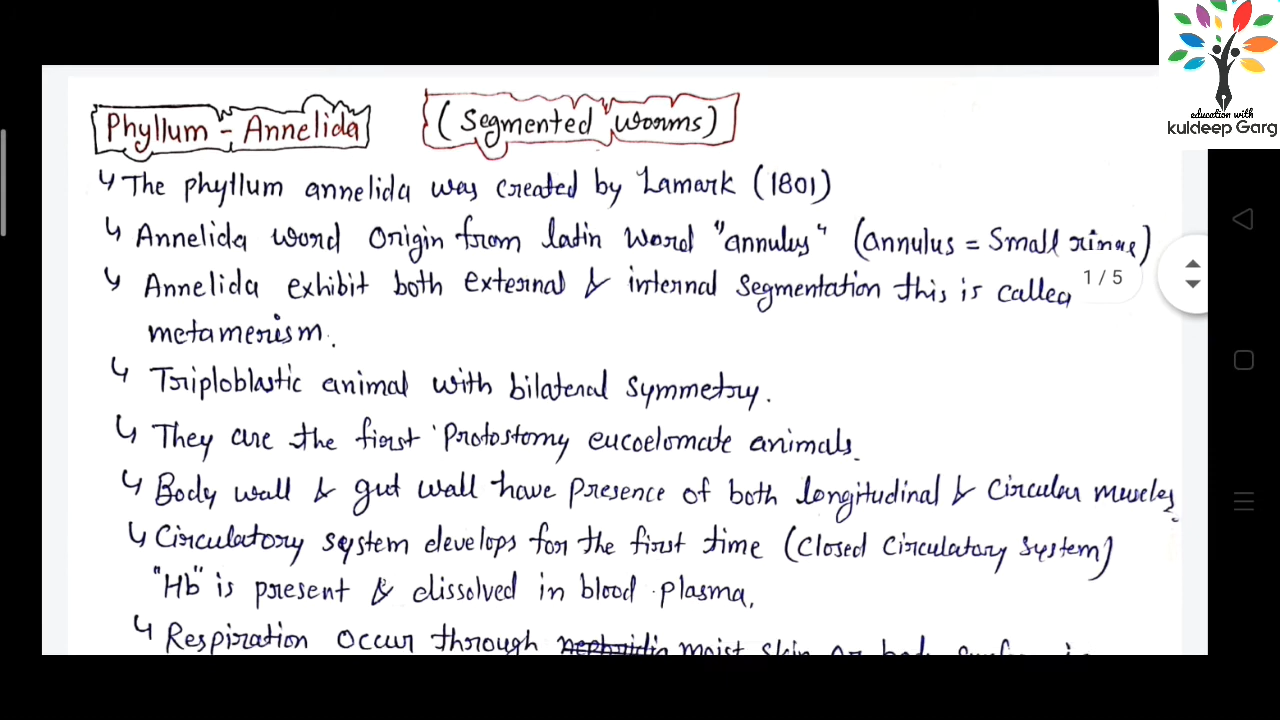 Phyllum - Annelida (Segmented worms)
education with
kuldeep Garg
↳ The phyllum annelida was created by Lamark (1801)
↳ Annelida word origin from latin word "annulus" (annulus = Small ringe)
↳ Annelida exhibit both external & internal segmentation this is called
1 / 5
metamerism.
↳ Triploblastic animal with bilateral symmetry.
↳ They are the first Protostomy eucoelomate animals.
↳ Body wall & gut wall have presence of both longitudinal & circular muscles.
↳ Circulatory system develops for the first time (closed circulatory system)
"Hb" is present & dissolved in blood plasma.
↳ Respiration occur through moist skin or body